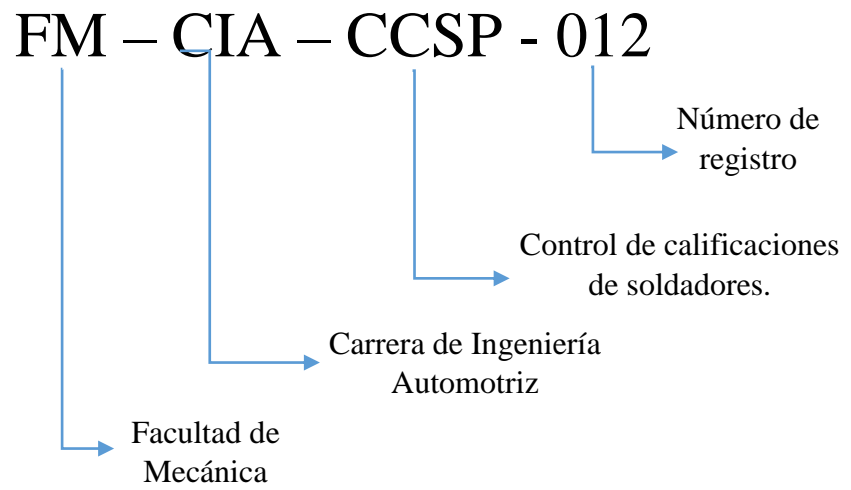 FM – CIA – CCSP - 012
Número de
registro
Control de calificaciones
de soldadores.
Carrera de Ingeniería
Automotriz
Facultad de
Mecánica